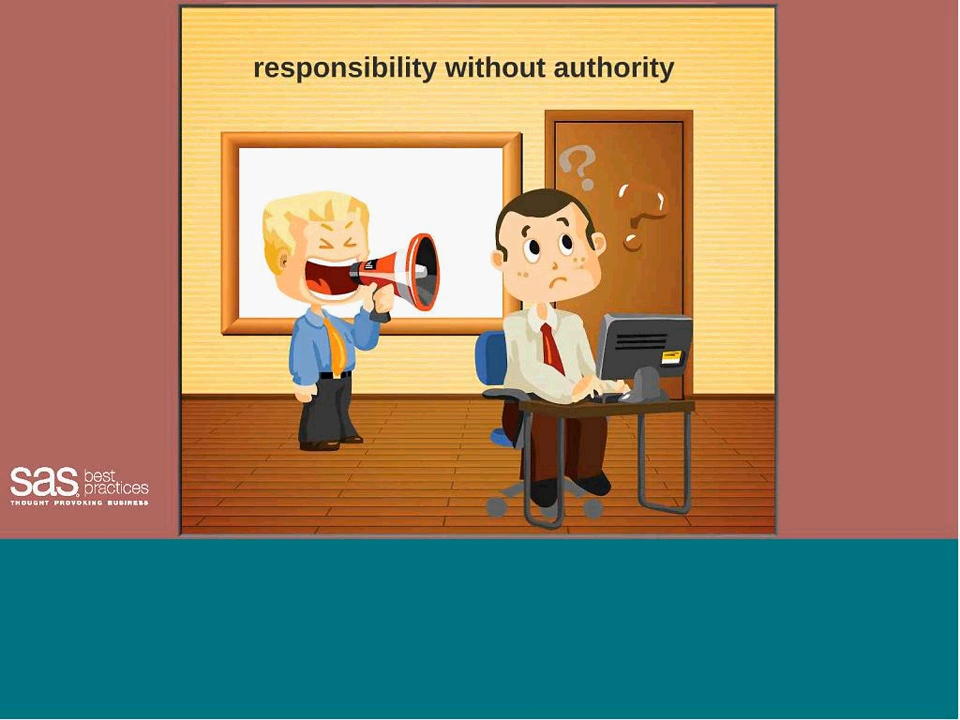 responsibility without authority
sas best
practices
THOUGHT PROVOKING BUSINESS